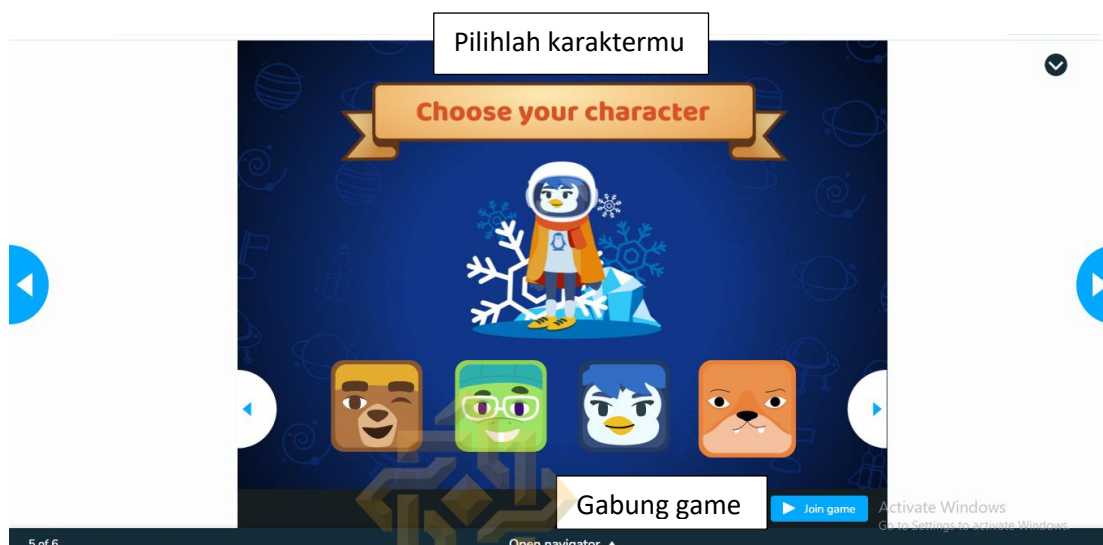 Pilihlah karaktermu
Choose your character
Gabung game
Join game
Activate Windows
Go to Settings to activate Windows.
5 of 6
Open navigator